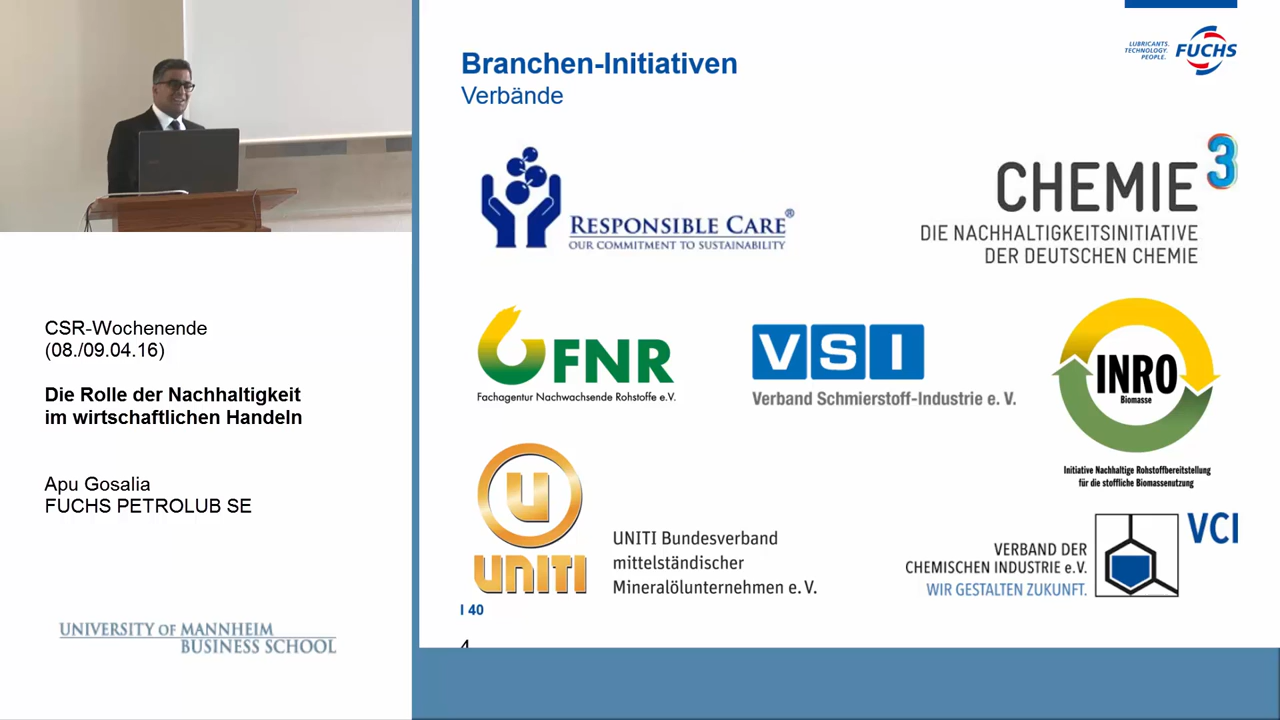 CSR-Wochenende
(08./09.04.16)
Die Rolle der Nachhaltigkeit
im wirtschaftlichen Handeln
Apu Gosalia
FUCHS PETROLUB SE
UNIVERSITY OF MANNHEIM
BUSINESS SCHOOL
Branchen-Initiativen
Verbände
LUBRICANTS.
TECHNOLOGY.
PEOPLE.
FUCHS
RESPONSIBLE CARE®
OUR COMMITMENT TO SUSTAINABILITY
CHEMIE3
DIE NACHHALTIGKEITSINITIATIVE
DER DEUTSCHEN CHEMIE
FNR
Fachagentur Nachwachsende Rohstoffe e.V.
VSI
Verband Schmierstoff-Industrie e. V.
INRO
Biomasse
Initiative Nachhaltige Rohstoffbereitstellung
für die stoffliche Biomassenutzung
U
UNITI
UNITI Bundesverband
mittelständischer
Mineralölunternehmen e. V.
VCI
VERBAND DER
CHEMISCHEN INDUSTRIE e.V.
WIR GESTALTEN ZUKUNFT.
I 40